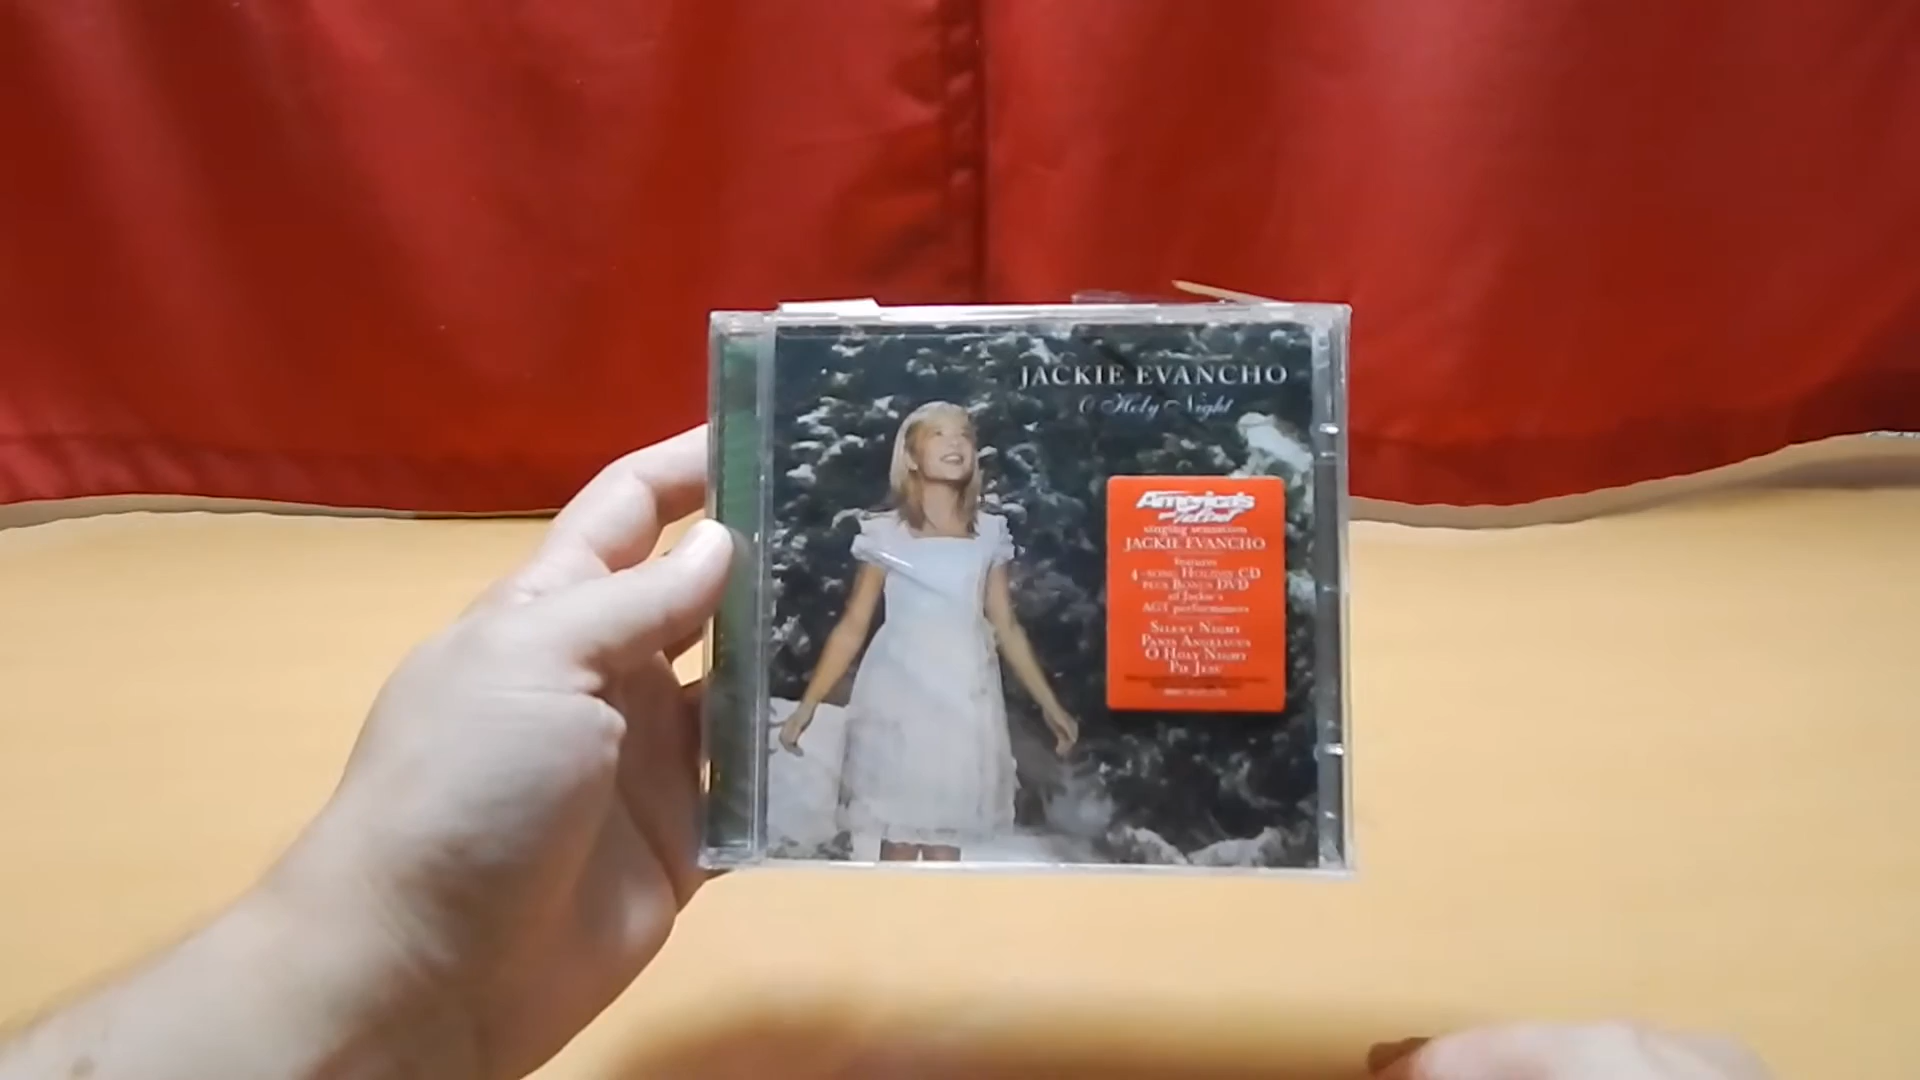 JACKIE EVANCHO
O Holy Night
America's
got Talent
singing sensation
JACKIE EVANCHO
features
4-song Holiday CD
plus Bonus DVD
of Jackie's
AGT performances
Silent Night
Panis Angelicus
O Holy Night
Pie Jesu